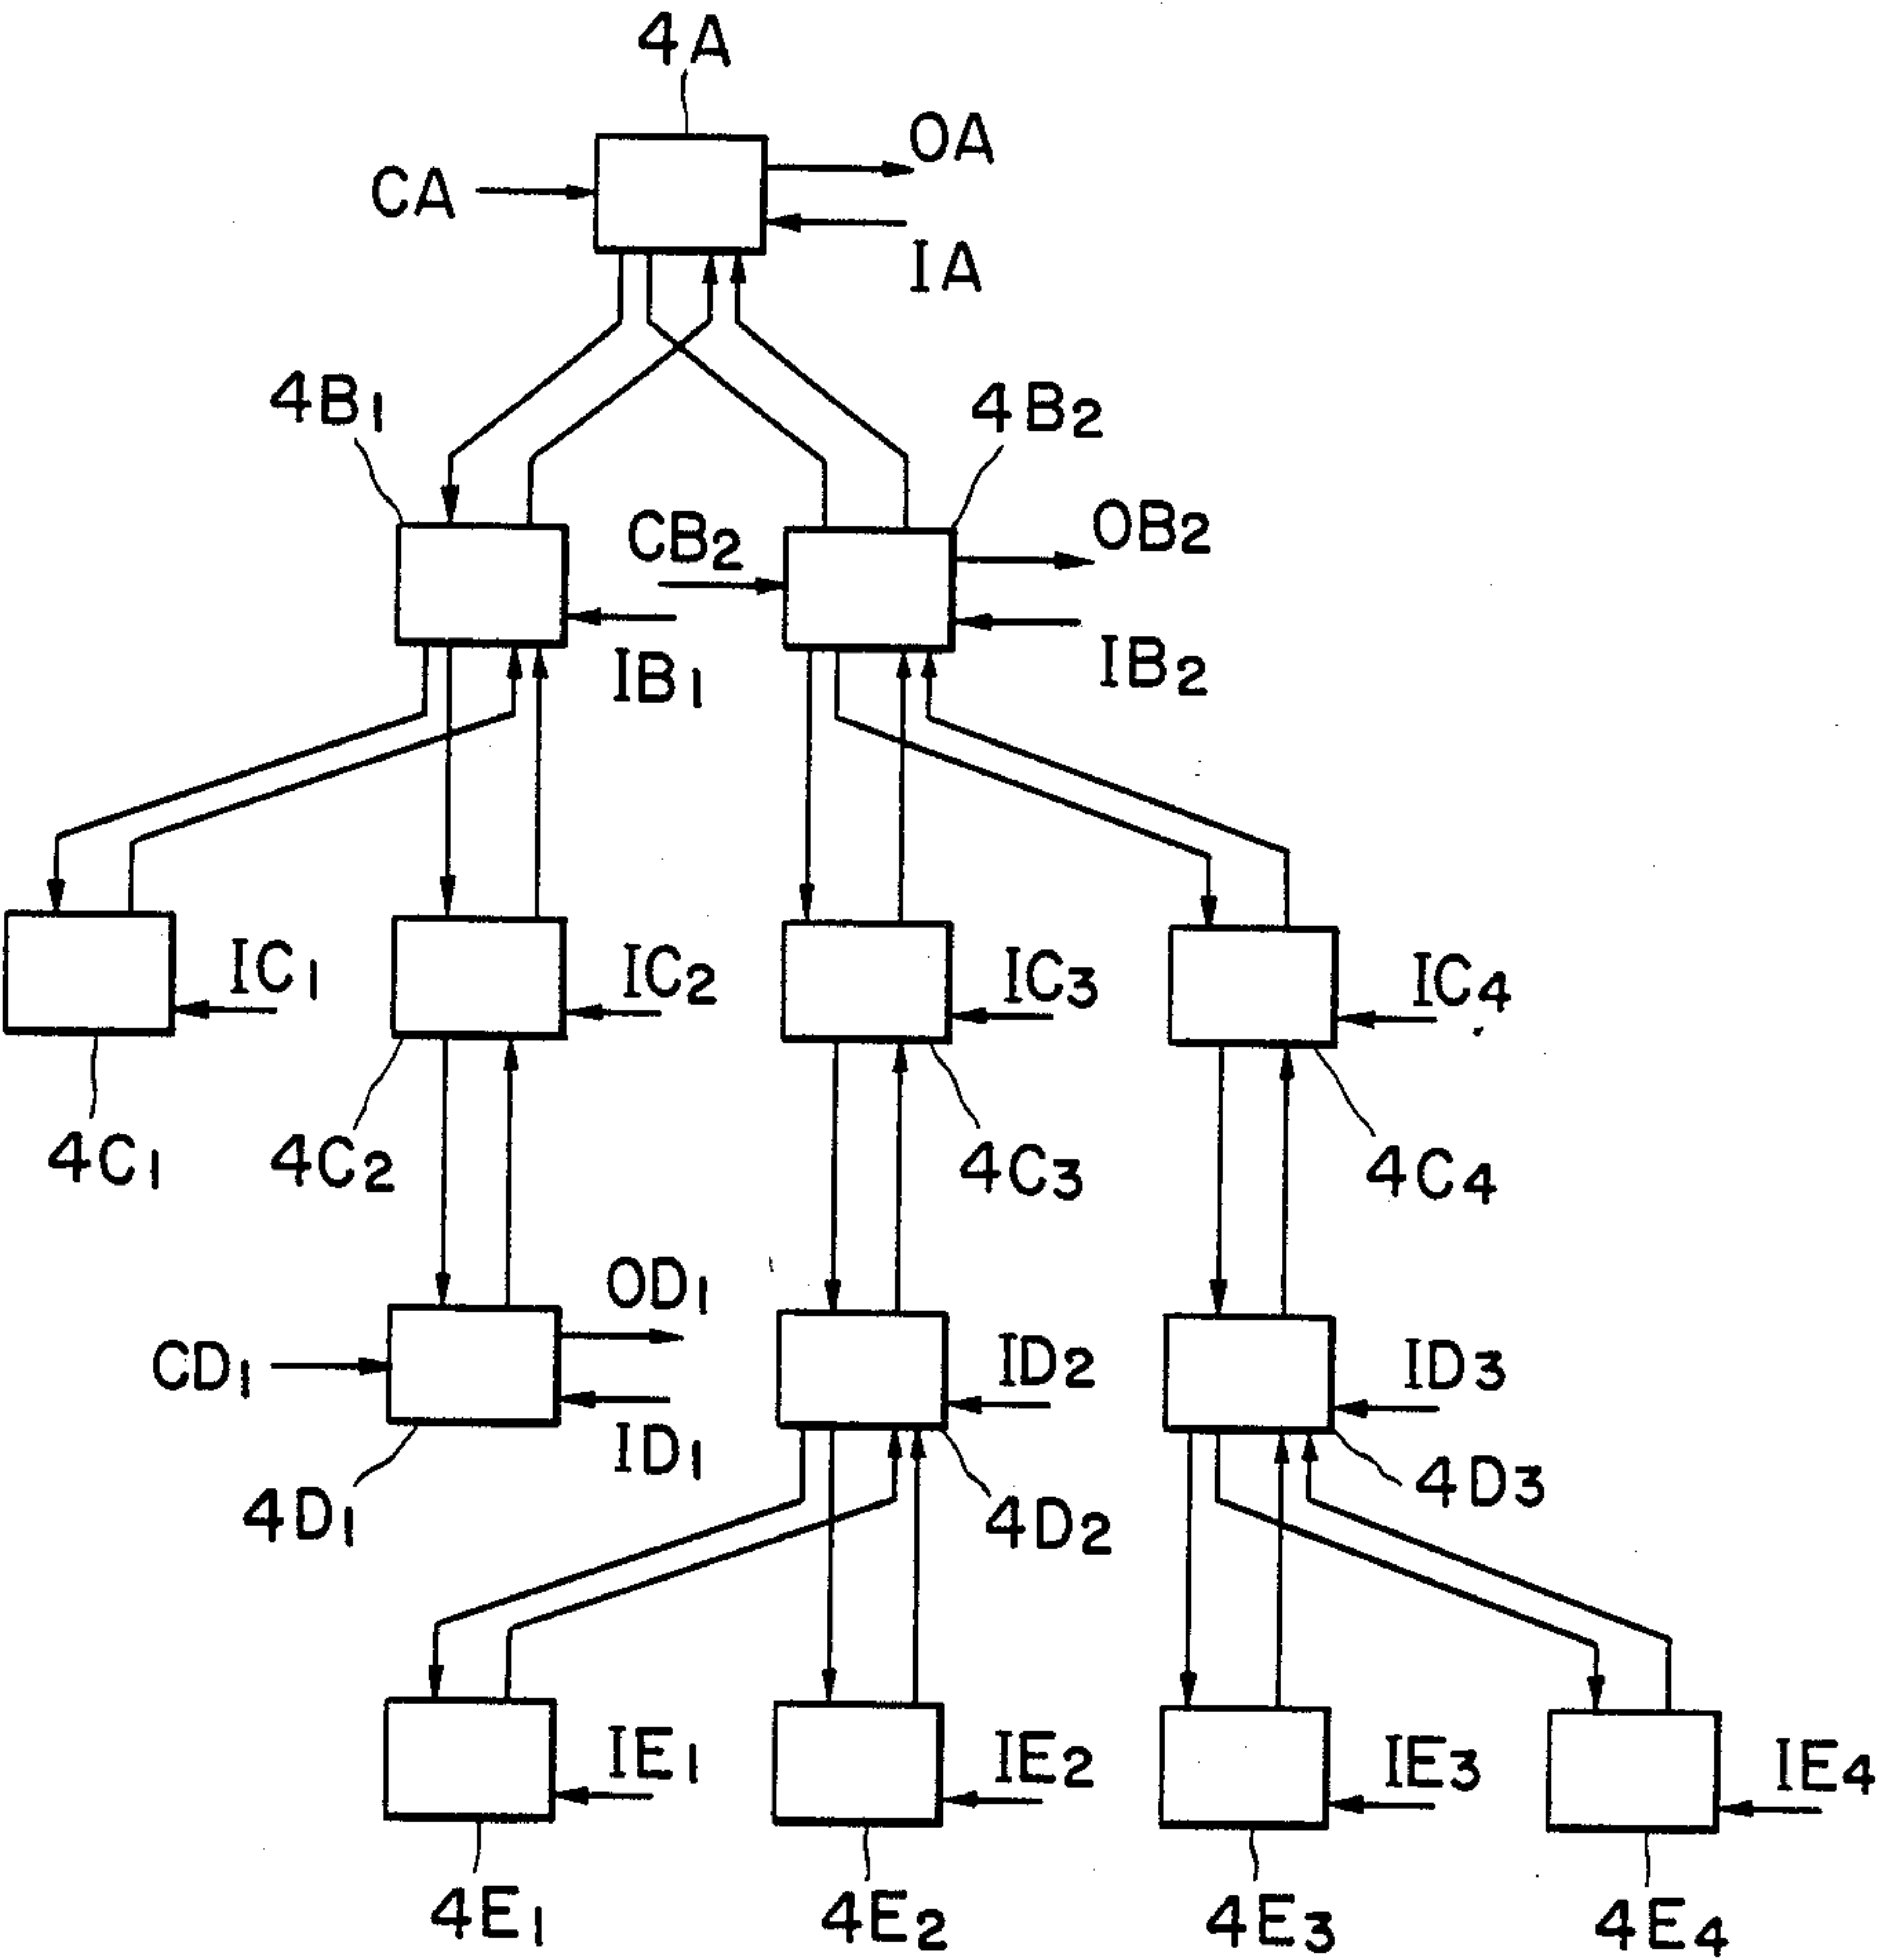 4A
OA
CA
IA
4B1
4B2
CB2
OB2
IB1
IB2
IC1
IC2
IC3
IC4
4C1
4C2
4C3
4C4
OD1
CD1
ID1
ID2
ID3
4D1
4D2
4D3
IE1
IE2
IE3
IE4
4E1
4E2
4E3
4E4